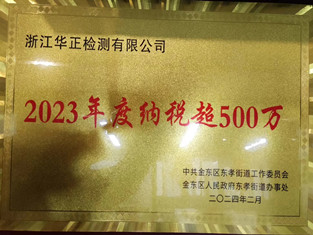 浙江华正检测有限公司
2023年度纳税超500万
中共金东区东孝街道工作委员会
金东区人民政府东孝街道办事处
二〇二四年二月